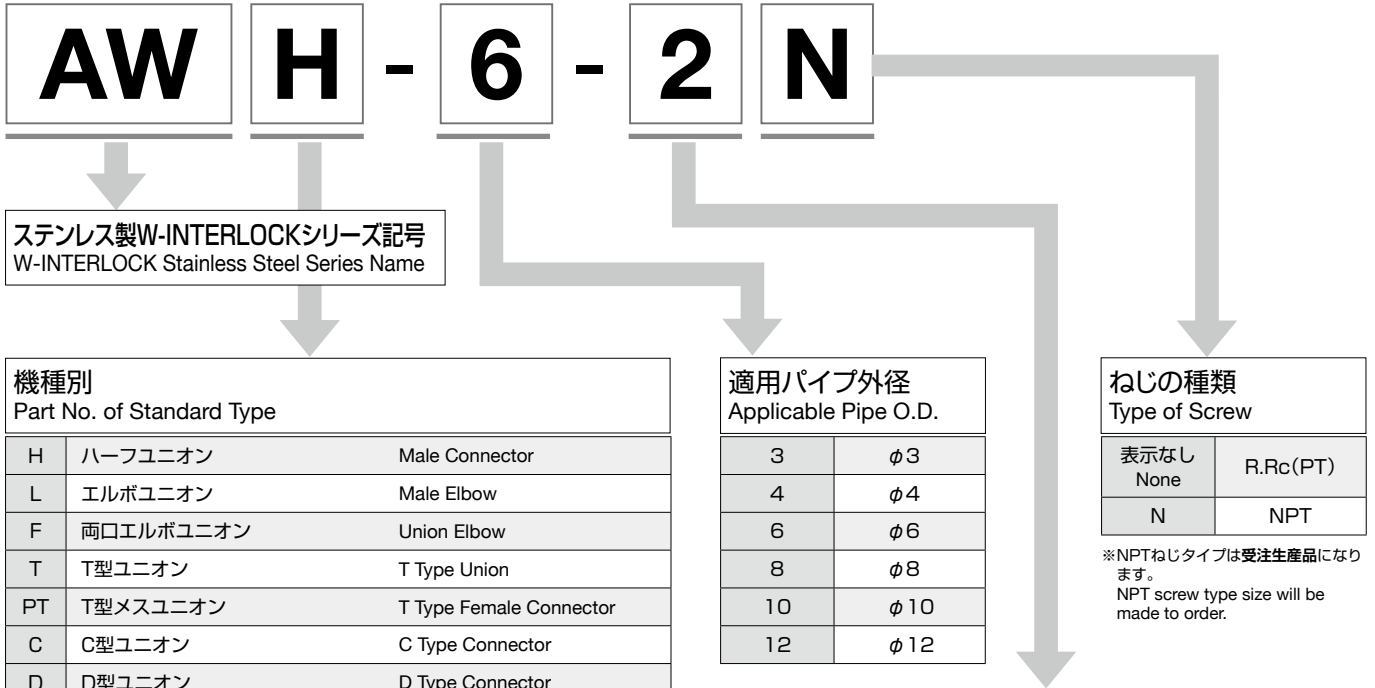 AW H - 6 - 2 N
ステンレス製W-INTERLOCKシリーズ記号
W-INTERLOCK Stainless Steel Series Name
機種別
Part No. of Standard Type
H ハーフユニオン Male Connector
L エルボユニオン Male Elbow
F 両口エルボユニオン Union Elbow
T T型ユニオン T Type Union
PT T型メスユニオン T Type Female Connector
C C型ユニオン C Type Connector
D D型ユニオン D Type Connector
適用パイプ外径
Applicable Pipe O.D.
3 φ3
4 φ4
6 φ6
8 φ8
10 φ10
12 φ12
ねじの種類
Type of Screw
表示なし
None
R.Rc(PT)
N NPT
※NPTねじタイプは受注生産品になり
ます。
NPT screw type size will be
made to order.